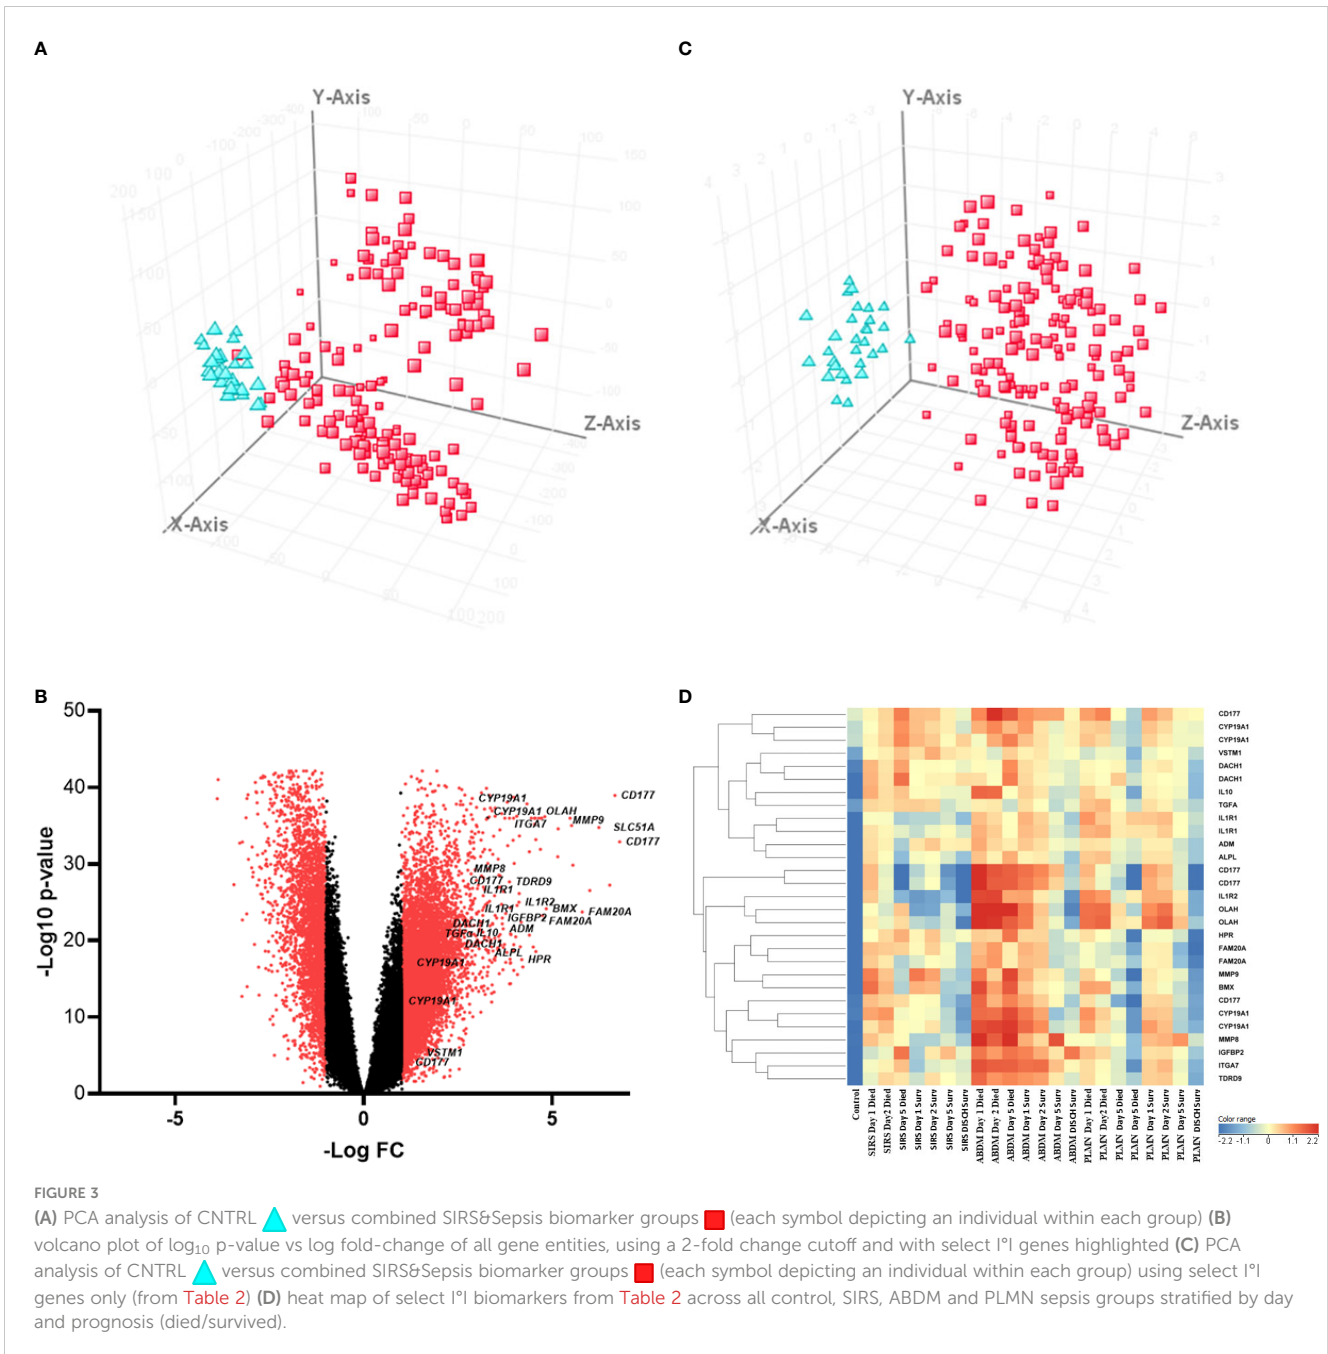 A
C
Y-Axis
Z-Axis
X-Axis
Y-Axis
Z-Axis
X-Axis
B
50
40
30
20
10
0
-5
0
5
-Log10 p-value
-Log FC
CYP19A1
CD177
CYP19A1 OLAH
ITGA7
MMP9
SLC51A
CD177
MMP8
CD177
TDRD9
IL1R1
IL1R2
IL1R1
BMX
FAM20A
IGFBP2
FAM20A
DACH1
ADM
TGFα IL10
DACH1
ALPL
HPR
CYP19A1
CYP19A1
VSTM1
CD177
D
CD177
CYP19A1
CYP19A1
VSTM1
DACH1
DACH1
IL10
TGFA
IL1R1
IL1R1
ADM
ALPL
CD177
CD177
IL1R2
OLAH
OLAH
HPR
FAM20A
FAM20A
MMP9
BMX
CD177
CYP19A1
CYP19A1
MMP8
IGFBP2
ITGA7
TDRD9
Control
SIRS Day 1 Died
SIRS Day2 Died
SIRS Day 5 Died
SIRS Day 1 Surv
SIRS Day 2 Surv
SIRS Day 5 Surv
SIRS DISCH Surv
ABDM Day 1 Died
ABDM Day 2 Died
ABDM Day 5 Died
ABDM Day 1 Surv
ABDM Day 2 Surv
ABDM Day 5 Surv
ABDM DISCH Surv
PLMN Day 1 Died
PLMN Day2 Died
PLMN Day 5 Died
PLMN Day 1 Surv
PLMN Day 2 Surv
PLMN Day 5 Surv
PLMN DISCH Surv
Color range
-2.2 -1.1 0 1.1 2.2
FIGURE 3
(A) PCA analysis of CNTRL versus combined SIRS&Sepsis biomarker groups (each symbol depicting an individual within each group) (B)
volcano plot of log10 p-value vs log fold-change of all gene entities, using a 2-fold change cutoff and with select I°I genes highlighted (C) PCA
analysis of CNTRL versus combined SIRS&Sepsis biomarker groups (each symbol depicting an individual within each group) using select I°I
genes only (from Table 2) (D) heat map of select I°I biomarkers from Table 2 across all control, SIRS, ABDM and PLMN sepsis groups stratified by day
and prognosis (died/survived).